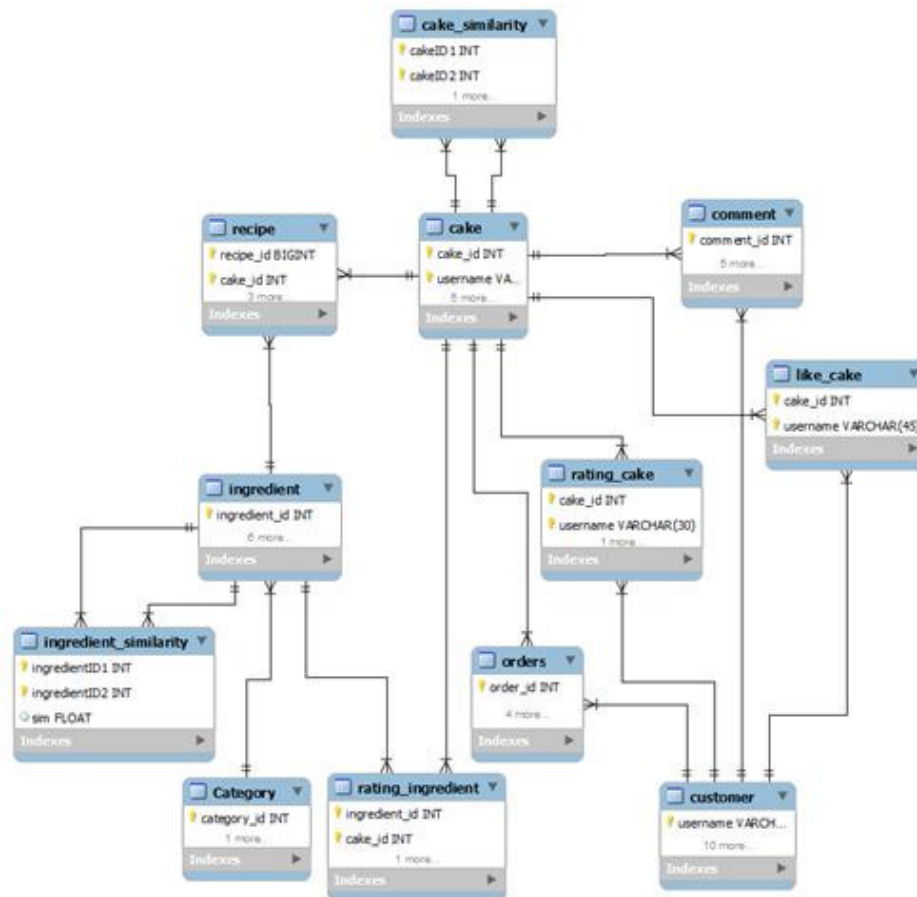 cake_similarity
cakeID1 INT
cakeID2 INT
1 more...
Indexes
recipe
recipe_id BIGINT
cake_id INT
3 more...
Indexes
cake
cake_id INT
username VA...
5 more...
Indexes
comment
comment_id INT
5 more...
Indexes
like_cake
cake_id INT
username VARCHAR(45)
Indexes
ingredient
ingredient_id INT
6 more...
Indexes
rating_cake
cake_id INT
username VARCHAR(30)
1 more...
Indexes
ingredient_similarity
ingredientID1 INT
ingredientID2 INT
sim FLOAT
Indexes
orders
order_id INT
4 more...
Indexes
Category
category_id INT
1 more...
Indexes
rating_ingredient
ingredient_id INT
cake_id INT
1 more...
Indexes
customer
username VARCH...
10 more...
Indexes